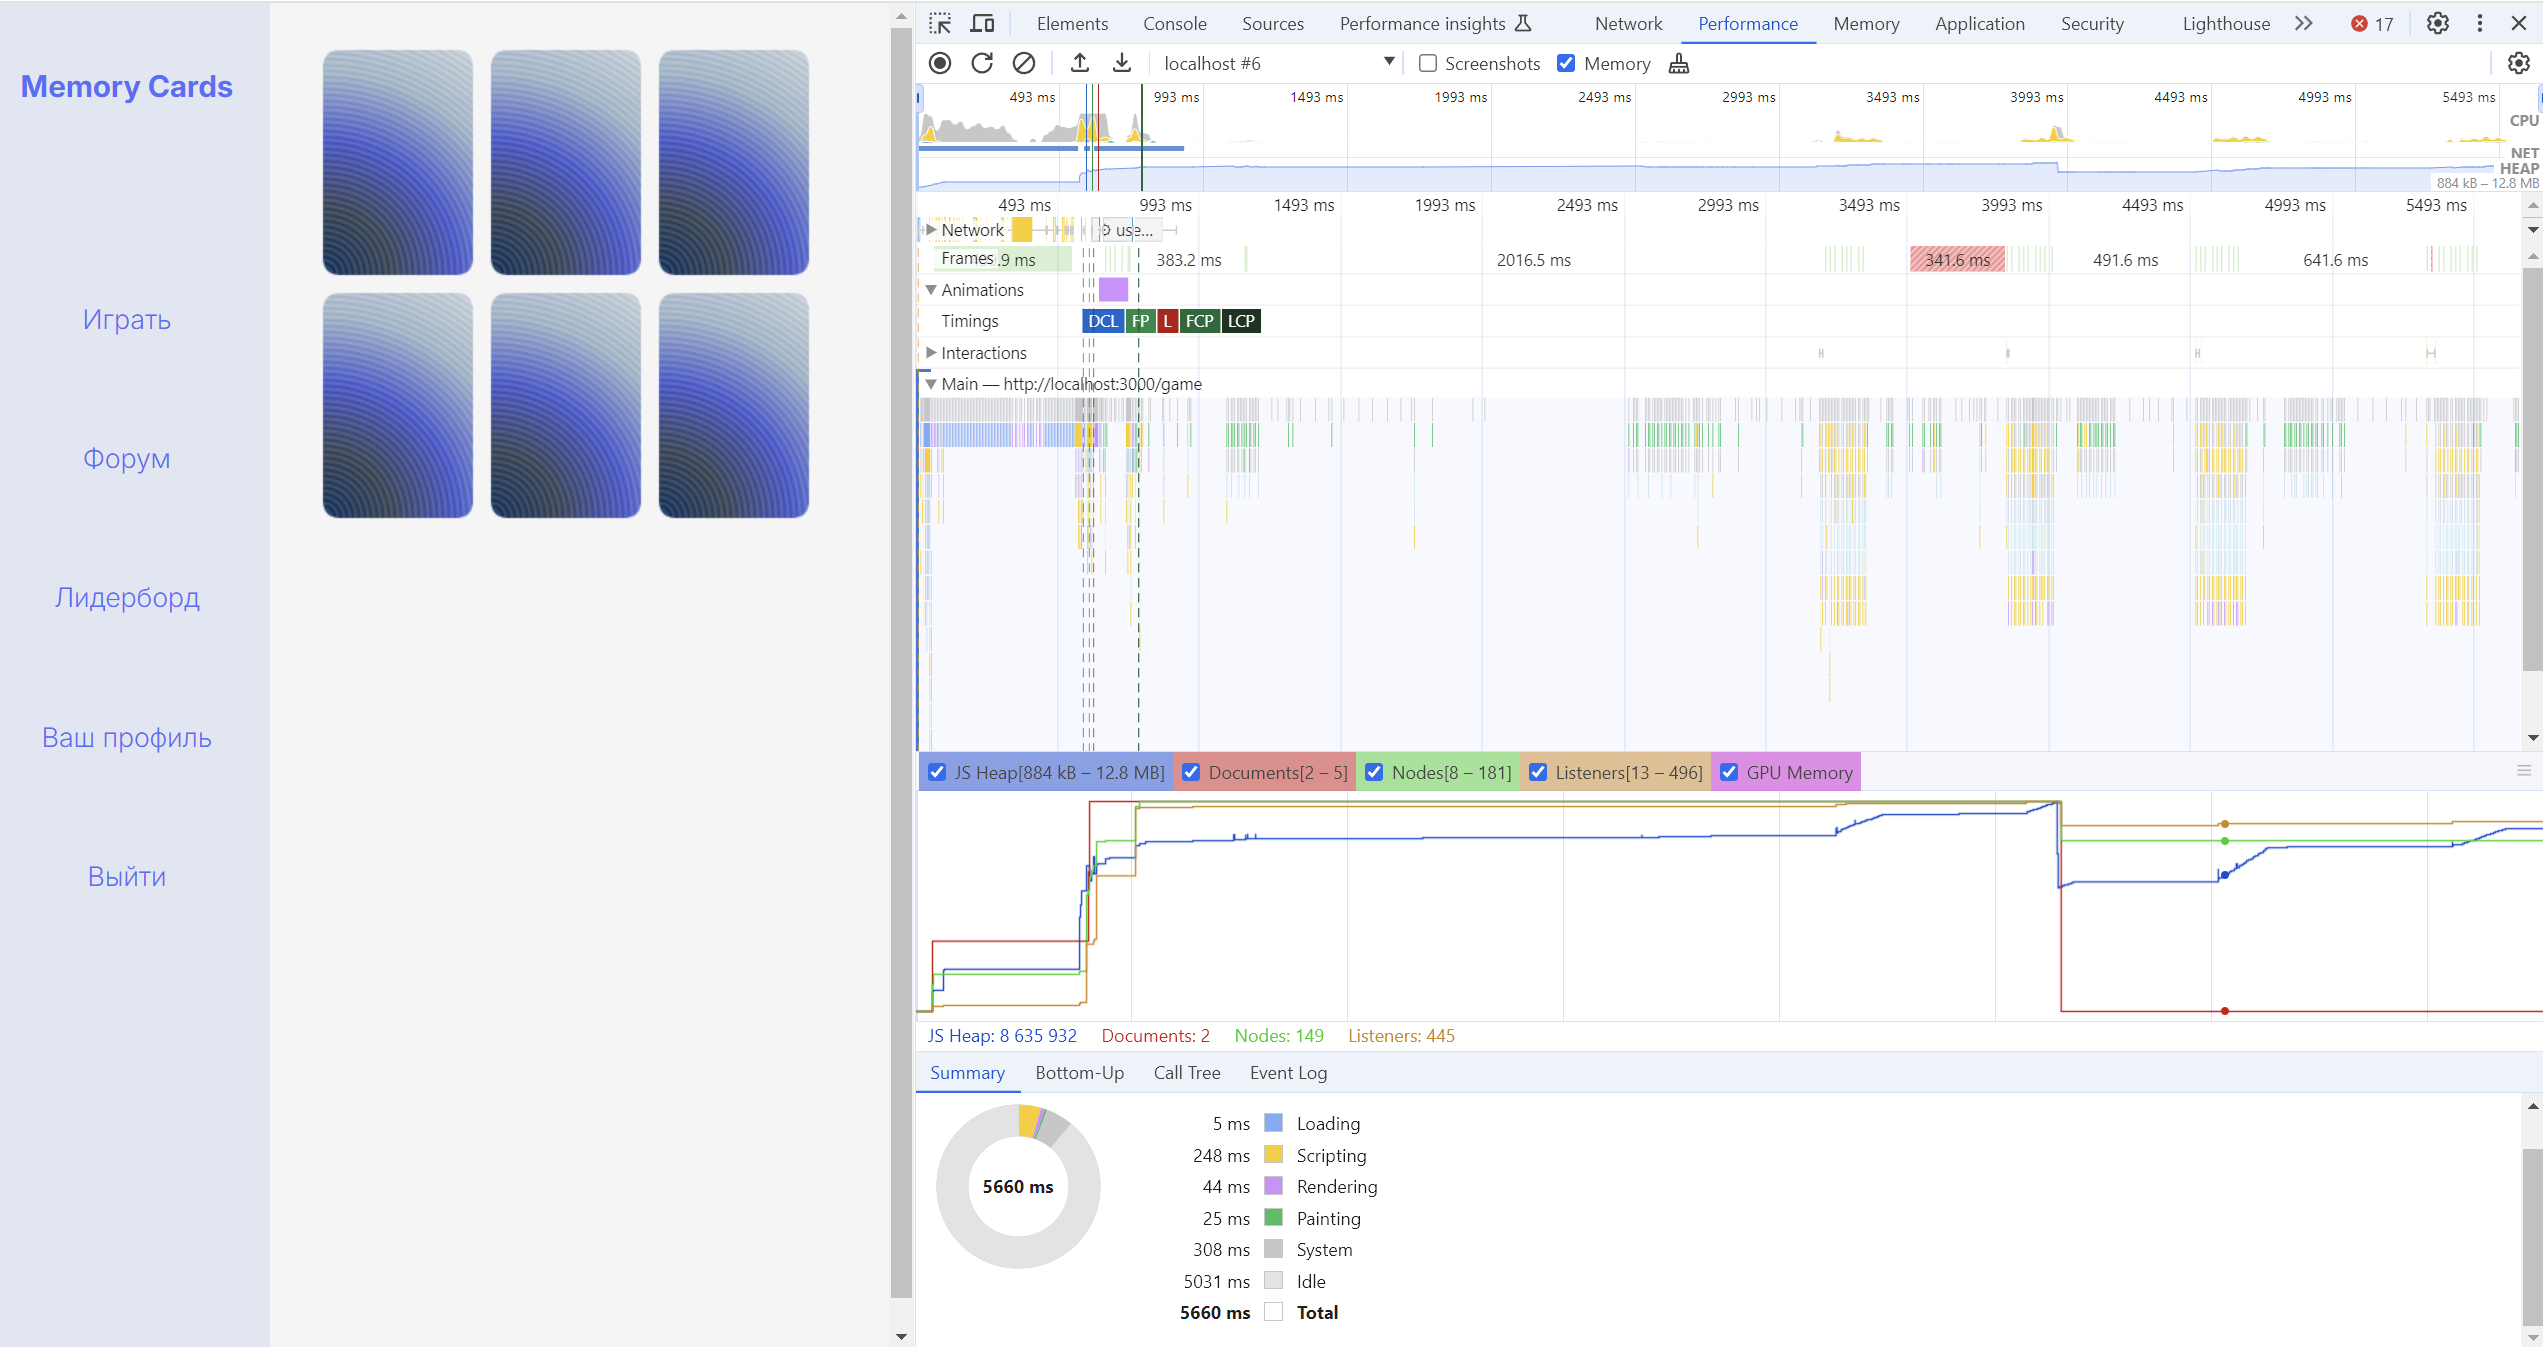 Memory Cards
Играть
Форум
Лидерборд
Ваш профиль
Выйти
Elements Console Sources Performance insights Network Performance Memory Application Security Lighthouse 17
localhost #6 Screenshots Memory
493 ms 993 ms 1493 ms 1993 ms 2493 ms 2993 ms 3493 ms 3993 ms 4493 ms 4993 ms 5493 ms
CPU
NET
HEAP
884 kB – 12.8 MB
493 ms 993 ms 1493 ms 1993 ms 2493 ms 2993 ms 3493 ms 3993 ms 4493 ms 4993 ms 5493 ms
Network use...
Frames .9 ms 383.2 ms 2016.5 ms 341.6 ms 491.6 ms 641.6 ms
Animations
Timings DCL FP L FCP LCP
Interactions
Main — http://localhost:3000/game
JS Heap[884 kB – 12.8 MB] Documents[2 – 5] Nodes[8 – 181] Listeners[13 – 496] GPU Memory
JS Heap: 8 635 932 Documents: 2 Nodes: 149 Listeners: 445
Summary Bottom-Up Call Tree Event Log
5660 ms
5 ms Loading
248 ms Scripting
44 ms Rendering
25 ms Painting
308 ms System
5031 ms Idle
5660 ms Total